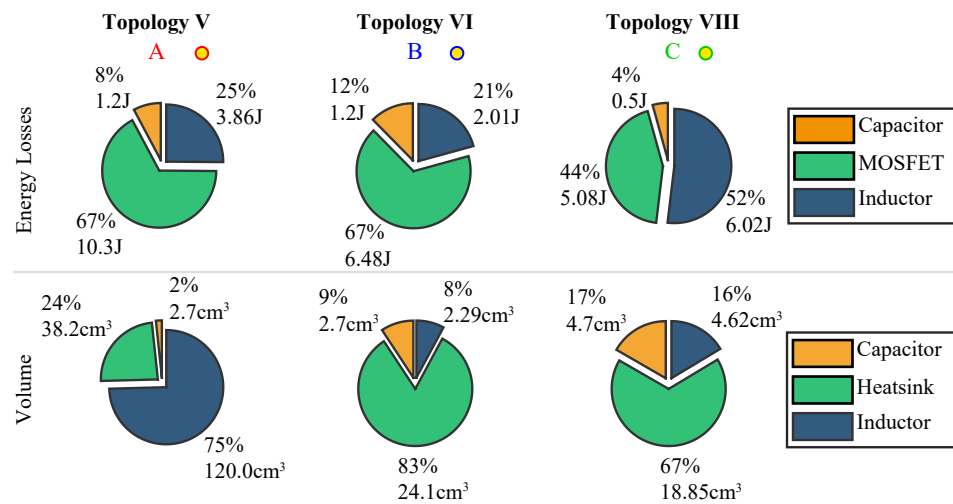 Topology V
Topology VI
Topology VIII
A
B
C
Energy Losses
8%
1.2J
25%
3.86J
67%
10.3J
12%
1.2J
21%
2.01J
67%
6.48J
4%
0.5J
44%
5.08J
52%
6.02J
Capacitor
MOSFET
Inductor
Volume
24%
38.2cm³
2%
2.7cm³
75%
120.0cm³
9%
2.7cm³
8%
2.29cm³
83%
24.1cm³
17%
4.7cm³
16%
4.62cm³
67%
18.85cm³
Capacitor
Heatsink
Inductor